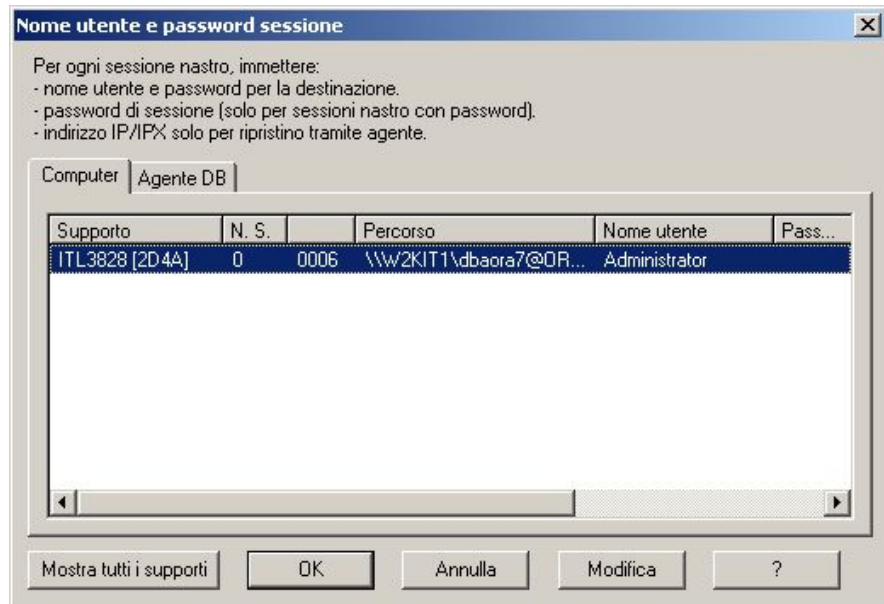 Nome utente e password sessione
Per ogni sessione nastro, immettere:
- nome utente e password per la destinazione.
- password di sessione (solo per sessioni nastro con password).
- indirizzo IP/IPX solo per ripristino tramite agente.
Computer Agente DB
Supporto N. S. Percorso Nome utente Pass...
ITL3828 [2D4A] 0 0006 \\W2KIT1\dbaora7@OR... Administrator
Mostra tutti i supporti OK Annulla Modifica ?